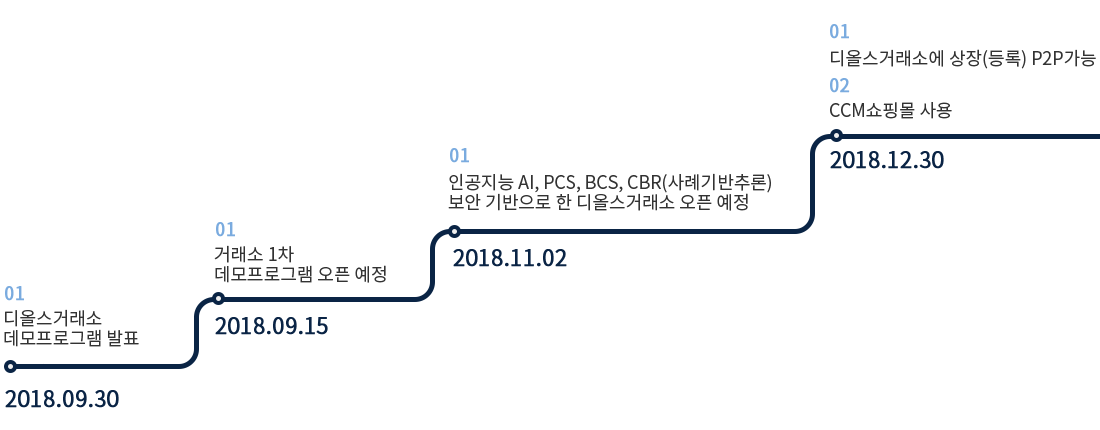 01
디올스거래소
데모프로그램 발표
2018.09.30
01
거래소 1차
데모프로그램 오픈 예정
2018.09.15
01
인공지능 AI, PCS, BCS, CBR(사례기반추론)
보안 기반으로 한 디올스거래소 오픈 예정
2018.11.02
01
디올스거래소에 상장(등록) P2P가능
02
CCM쇼핑몰 사용
2018.12.30